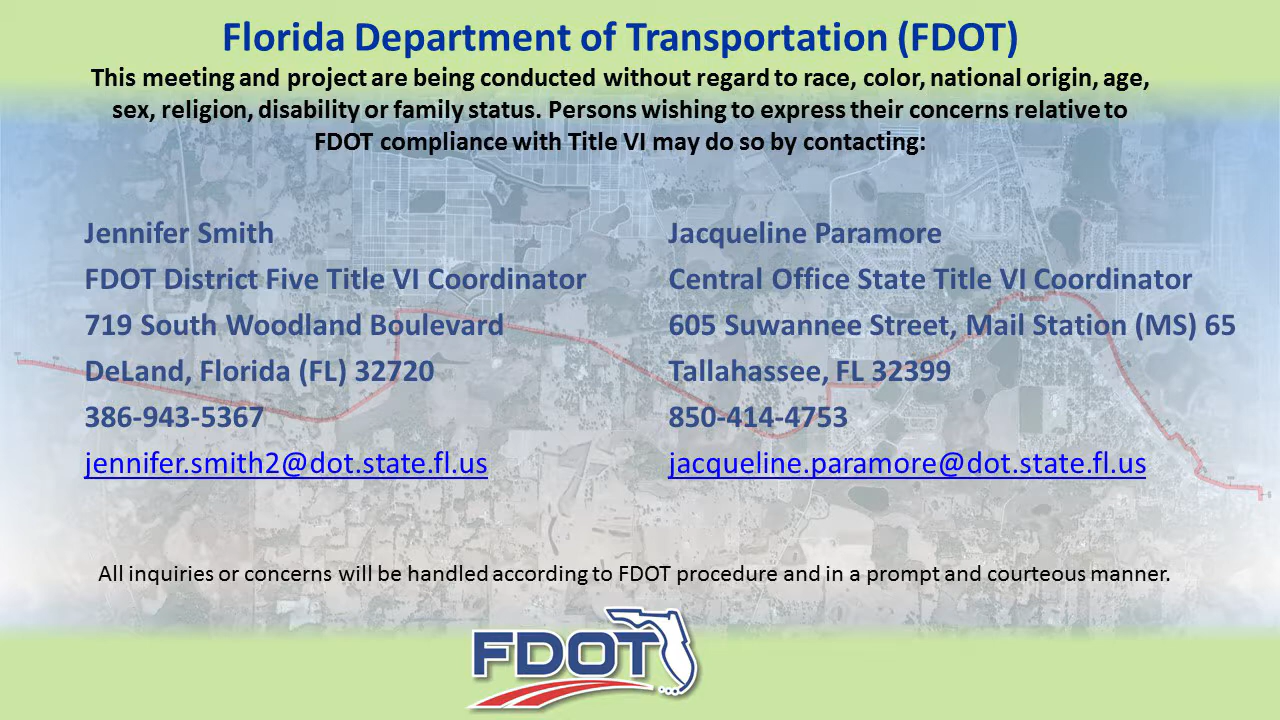 Florida Department of Transportation (FDOT)
This meeting and project are being conducted without regard to race, color, national origin, age,
sex, religion, disability or family status. Persons wishing to express their concerns relative to
FDOT compliance with Title VI may do so by contacting:
Jennifer Smith
FDOT District Five Title VI Coordinator
719 South Woodland Boulevard
DeLand, Florida (FL) 32720
386-943-5367
jennifer.smith2@dot.state.fl.us
Jacqueline Paramore
Central Office State Title VI Coordinator
605 Suwannee Street, Mail Station (MS) 65
Tallahassee, FL 32399
850-414-4753
jacqueline.paramore@dot.state.fl.us
All inquiries or concerns will be handled according to FDOT procedure and in a prompt and courteous manner.
FDOT